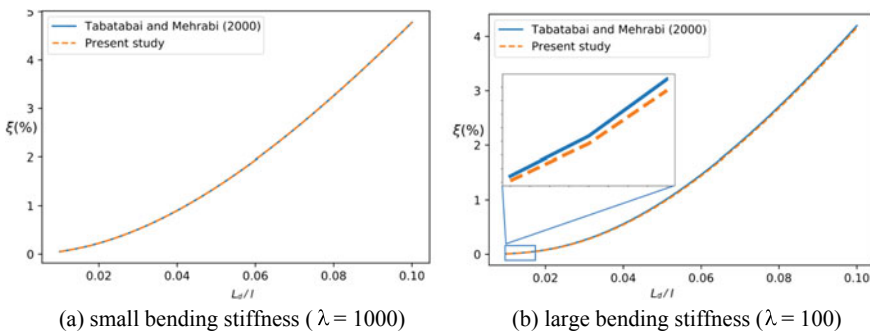 5
4
3
2
1
0
ξ(%)
Tabatabai and Mehrabi (2000)
Present study
0.02 0.04 0.06 0.08 0.10
L_d/l
(a) small bending stiffness ( λ = 1000)
4
3
2
1
0
ξ(%)
Tabatabai and Mehrabi (2000)
Present study
0.02 0.04 0.06 0.08 0.10
L_d/l
(b) large bending stiffness (λ = 100)